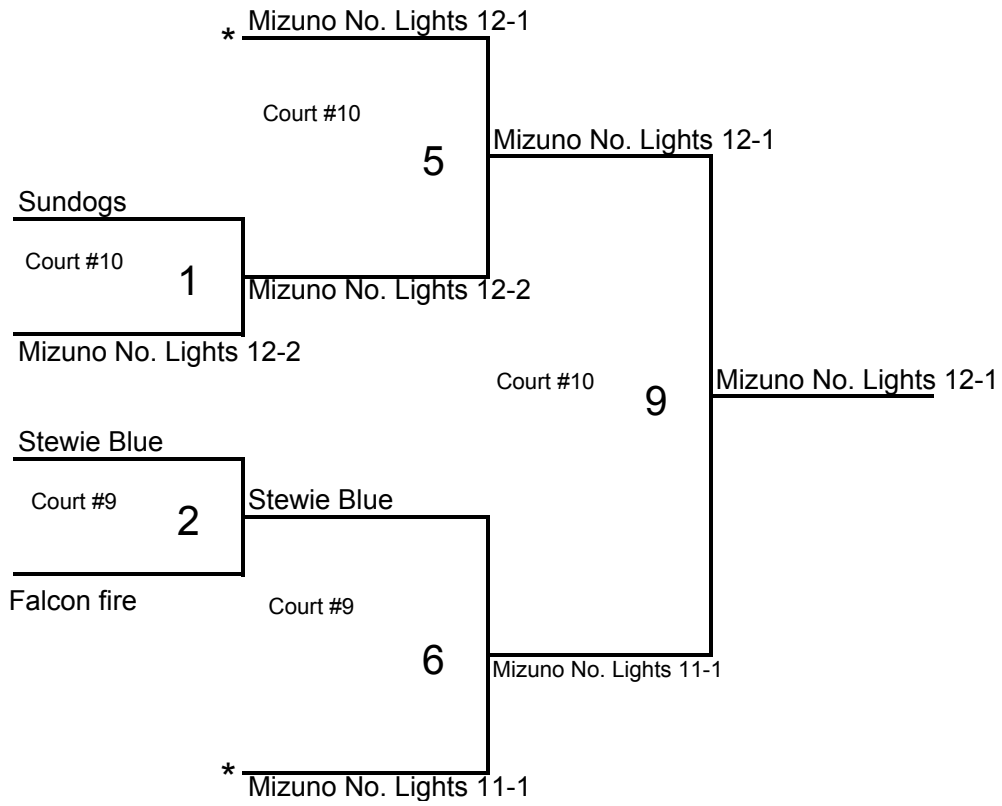 * Mizuno No. Lights 12-1
Court #10
5
Mizuno No. Lights 12-1
Sundogs
Court #10
1
Mizuno No. Lights 12-2
Mizuno No. Lights 12-2
Court #10
9
Mizuno No. Lights 12-1
Stewie Blue
Court #9
2
Stewie Blue
Falcon fire
Court #9
6
Mizuno No. Lights 11-1
* Mizuno No. Lights 11-1